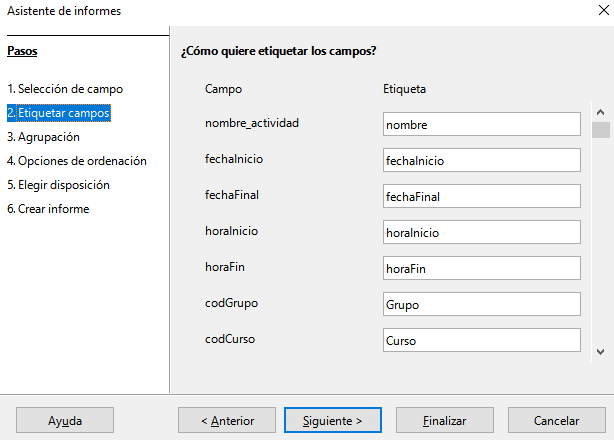 Asistente de informes
Pasos
1. Selección de campo
2. Etiquetar campos
3. Agrupación
4. Opciones de ordenación
5. Elegir disposición
6. Crear informe
¿Cómo quiere etiquetar los campos?
Campo Etiqueta
nombre_actividad nombre
fechaInicio fechaInicio
fechaFinal fechaFinal
horaInicio horaInicio
horaFin horaFin
codGrupo Grupo
codCurso Curso
Ayuda < Anterior Siguiente > Finalizar Cancelar